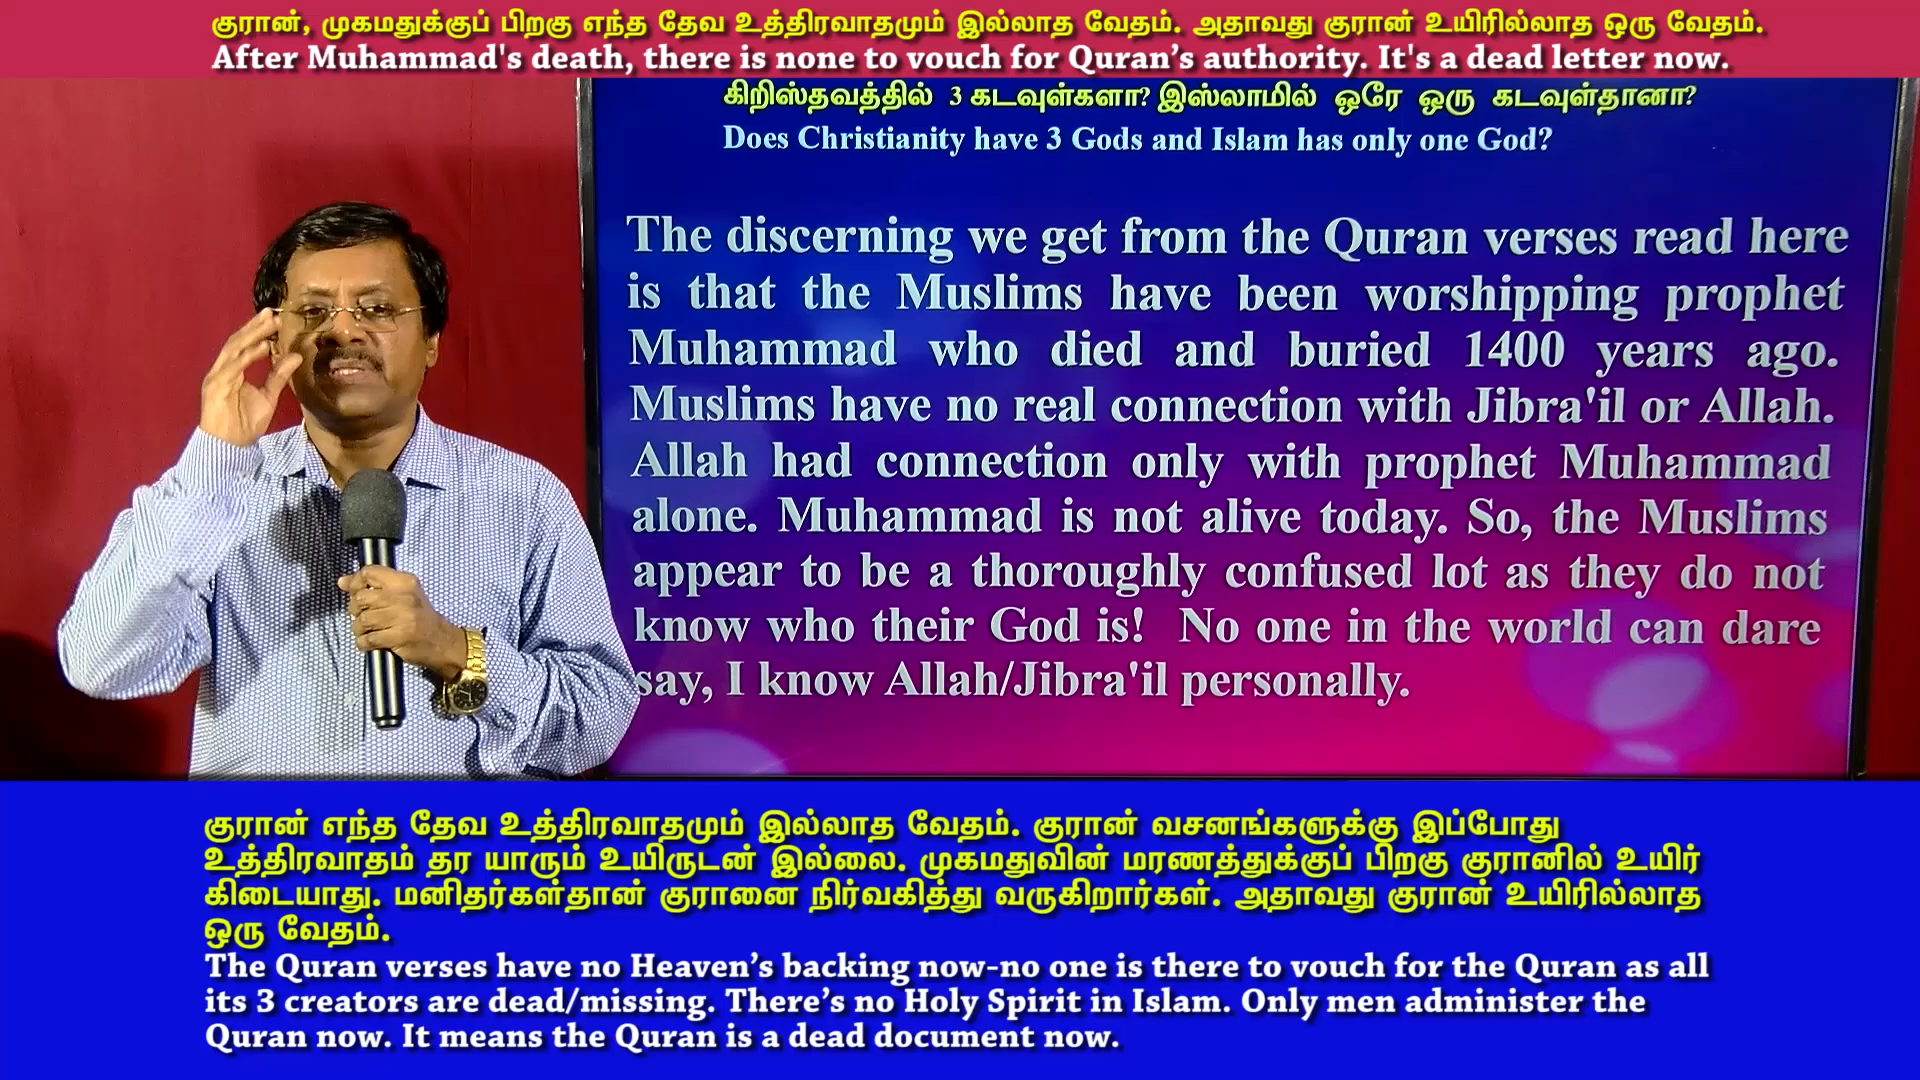 குரான், முகமதுக்குப் பிறகு எந்த தேவ உத்திரவாதமும் இல்லாத வேதம். அதாவது குரான் உயிரில்லாத ஒரு வேதம்.
After Muhammad's death, there is none to vouch for Quran’s authority. It's a dead letter now.
கிறிஸ்தவத்தில் 3 கடவுள்களா? இஸ்லாமில் ஒரே ஒரு கடவுள்தானா?
Does Christianity have 3 Gods and Islam has only one God?
The discerning we get from the Quran verses read here
is that the Muslims have been worshipping prophet
Muhammad who died and buried 1400 years ago.
Muslims have no real connection with Jibra'il or Allah.
Allah had connection only with prophet Muhammad
alone. Muhammad is not alive today. So, the Muslims
appear to be a thoroughly confused lot as they do not
know who their God is! No one in the world can dare
say, I know Allah/Jibra'il personally.
குரான் எந்த தேவ உத்திரவாதமும் இல்லாத வேதம். குரான் வசனங்களுக்கு இப்போது
உத்திரவாதம் தர யாரும் உயிருடன் இல்லை. முகமதுவின் மரணத்துக்குப் பிறகு குரானில் உயிர்
கிடையாது. மனிதர்கள்தான் குரானை நிர்வகித்து வருகிறார்கள். அதாவது குரான் உயிரில்லாத
ஒரு வேதம்.
The Quran verses have no Heaven’s backing now-no one is there to vouch for the Quran as all
its 3 creators are dead/missing. There’s no Holy Spirit in Islam. Only men administer the
Quran now. It means the Quran is a dead document now.